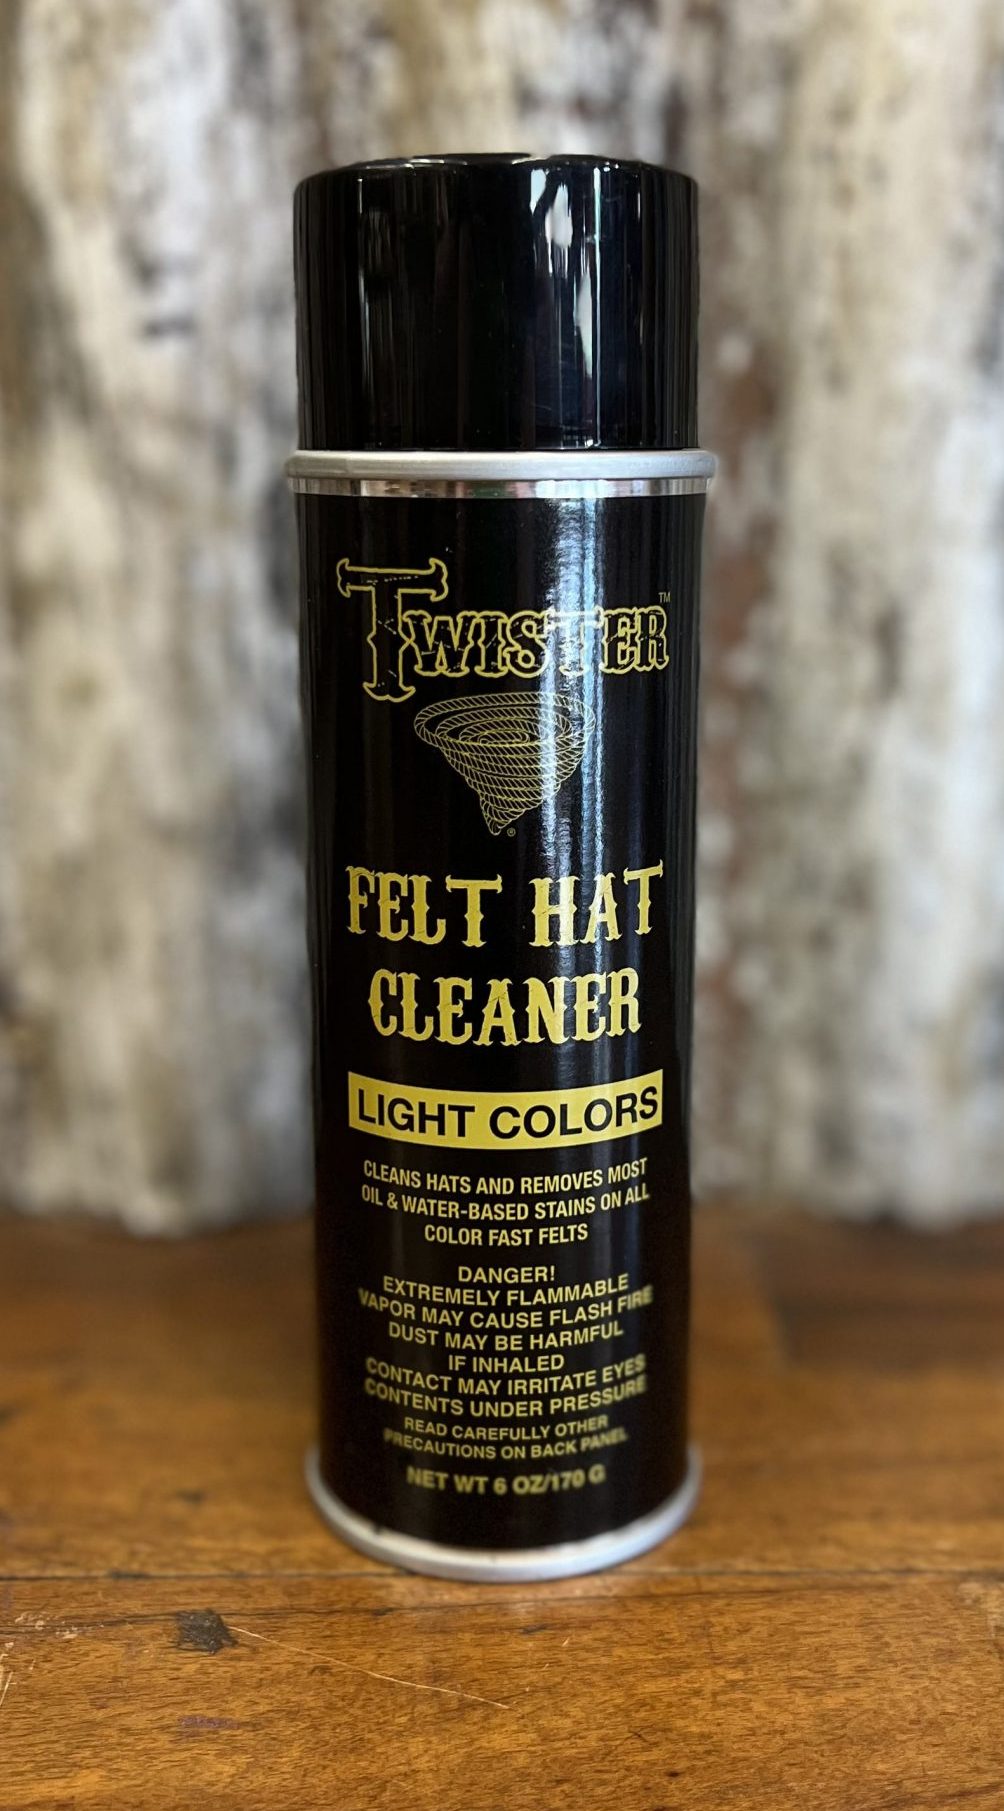 TWISTER™
®
FELT HAT
CLEANER
LIGHT COLORS
CLEANS HATS AND REMOVES MOST
OIL & WATER-BASED STAINS ON ALL
COLOR FAST FELTS
DANGER!
EXTREMELY FLAMMABLE
VAPOR MAY CAUSE FLASH FIRE
DUST MAY BE HARMFUL
IF INHALED
CONTACT MAY IRRITATE EYES
CONTENTS UNDER PRESSURE
READ CAREFULLY OTHER
PRECAUTIONS ON BACK PANEL
NET WT 6 OZ/170 G